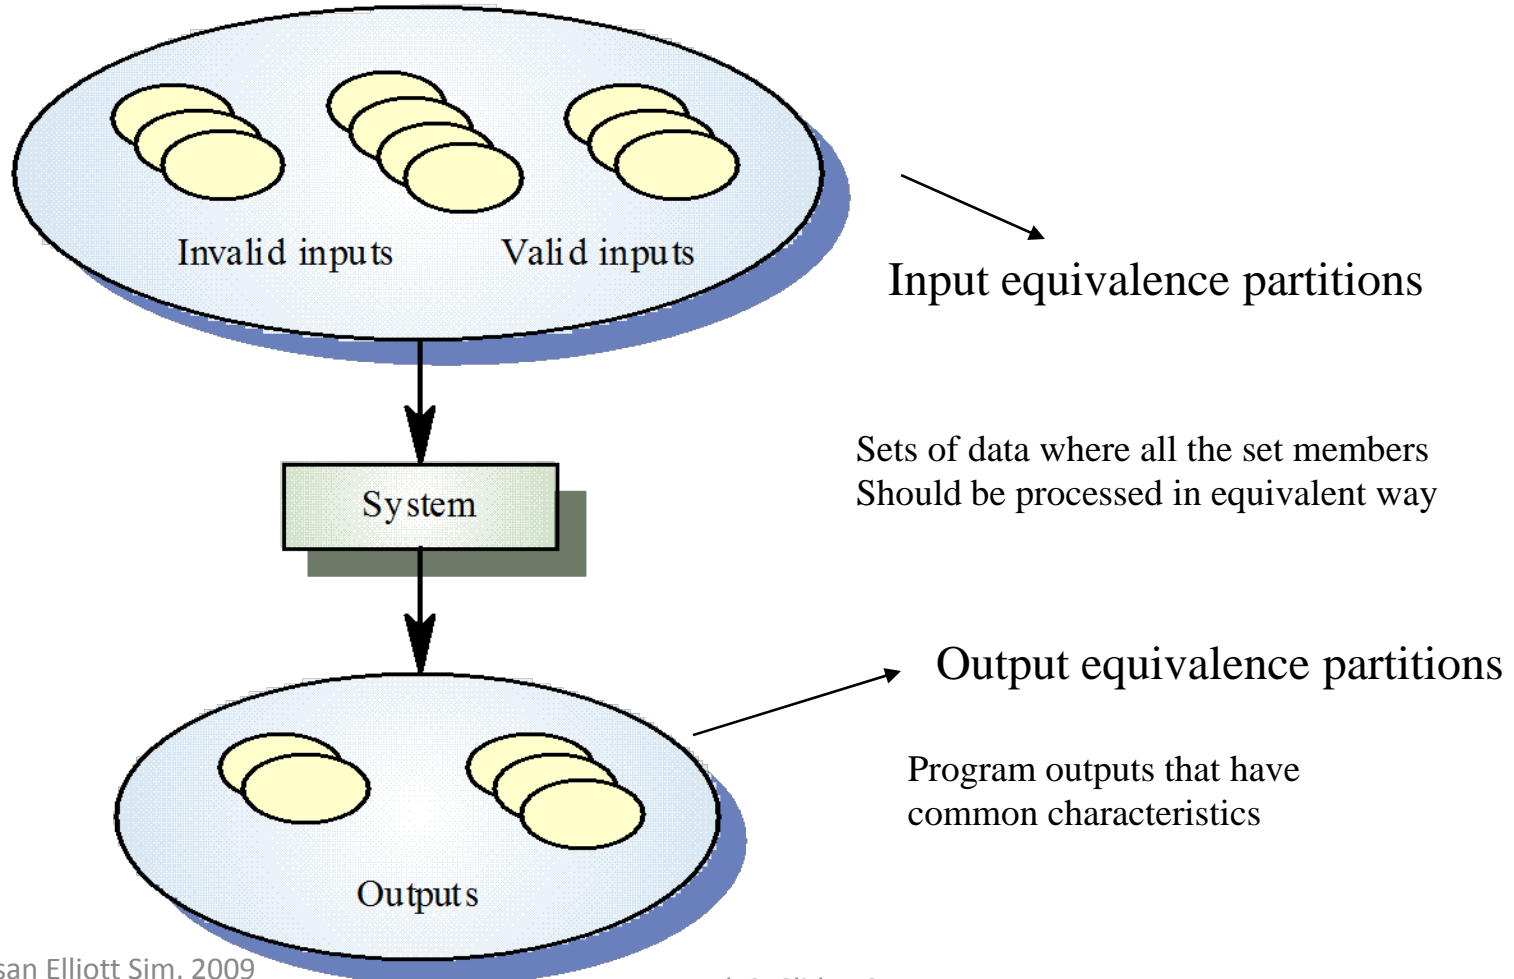 Invalid inputs
Valid inputs
Input equivalence partitions
Sets of data where all the set members
Should be processed in equivalent way
System
Output equivalence partitions
Program outputs that have
common characteristics
Outputs
Elliott Sim, 2009